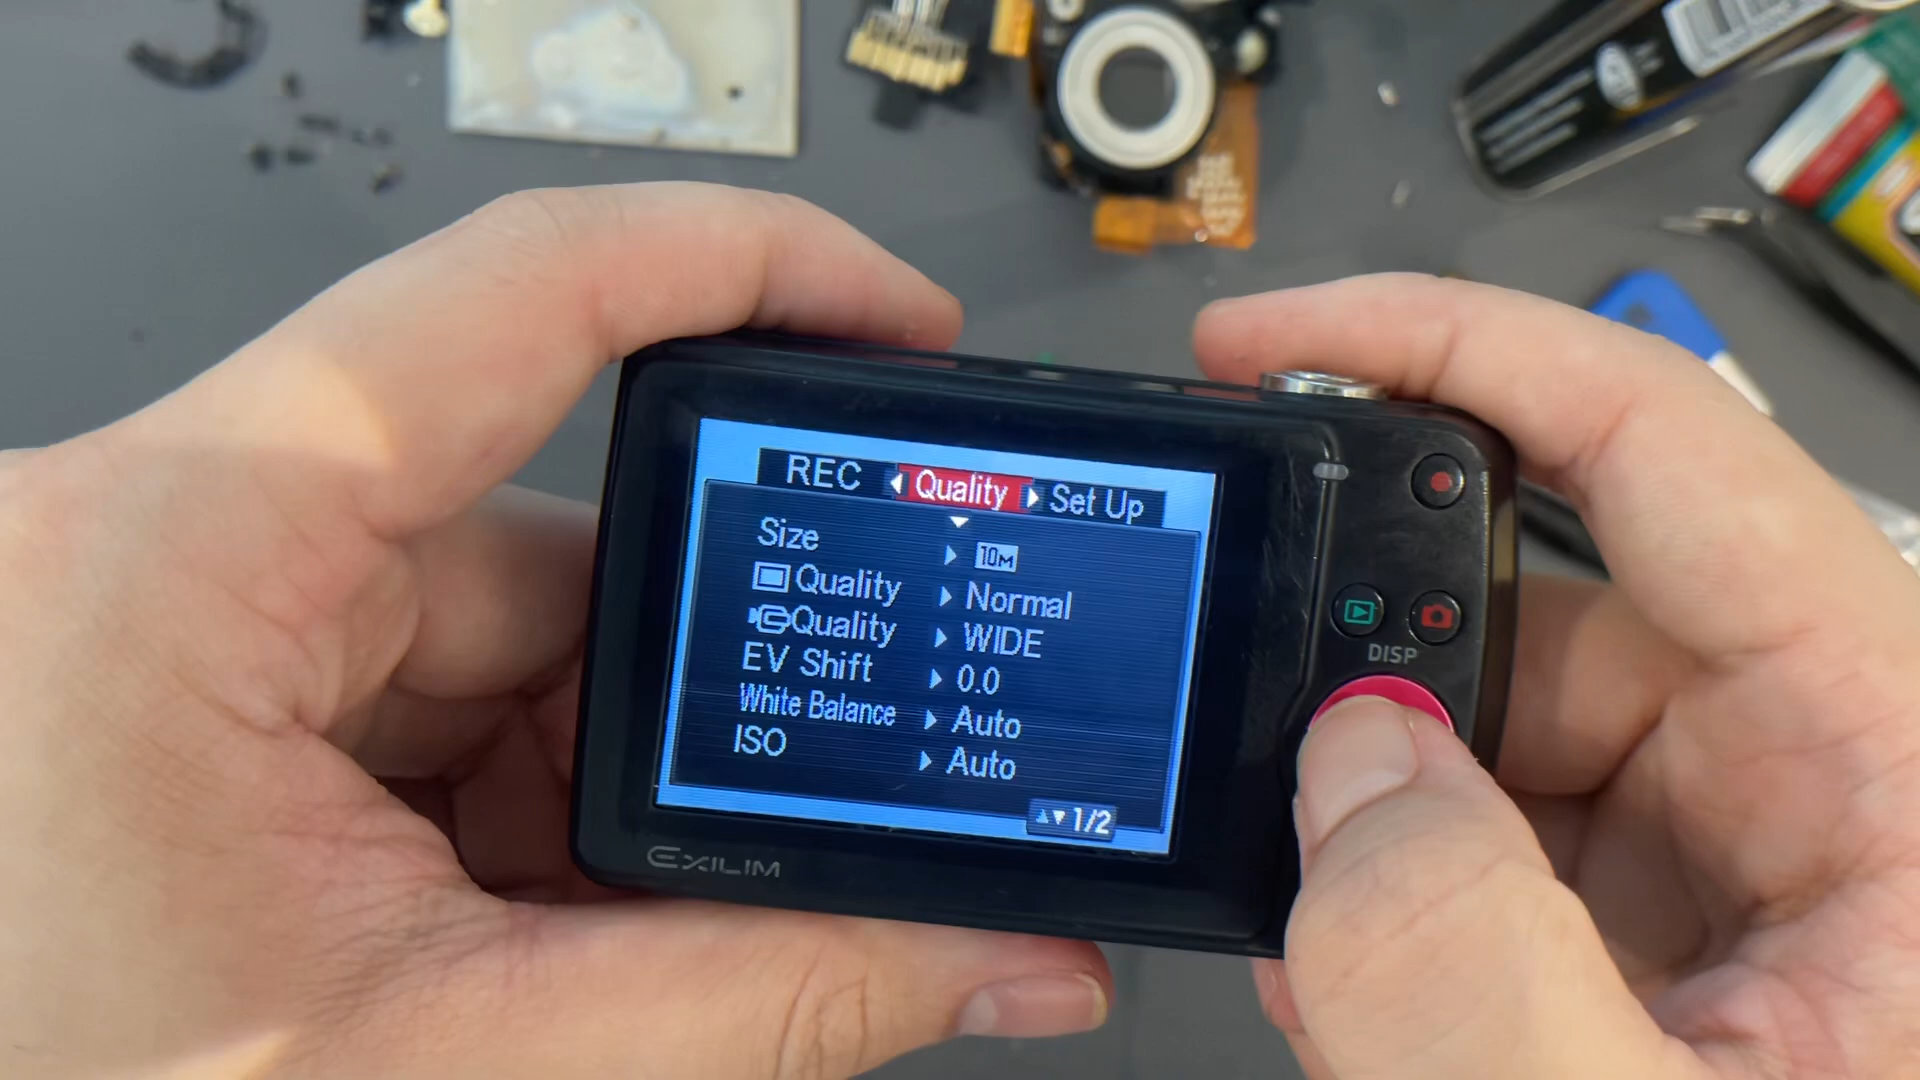 REC Quality Set Up
Size 10M
Quality Normal
Quality WIDE
EV Shift 0.0
White Balance Auto
ISO Auto
1/2
DISP
EXILIM